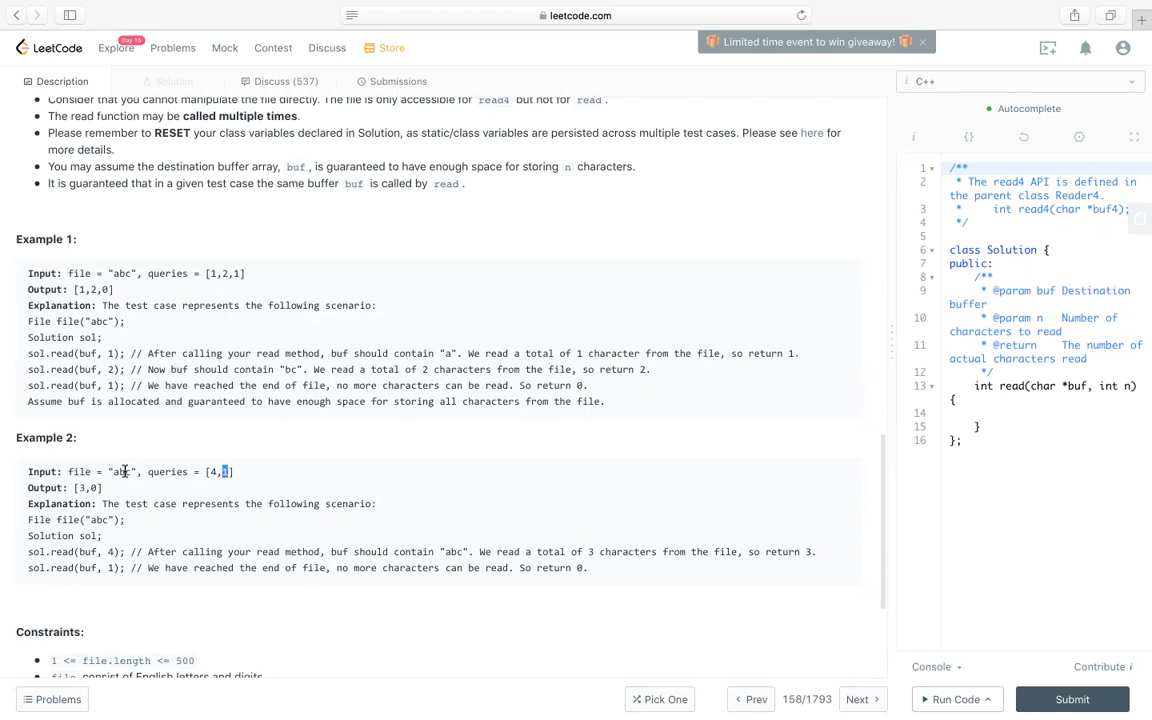 leetcode.com
LeetCode
Explore
Day 15
Problems
Mock
Contest
Discuss
Store
Limited time event to win giveaway! ×
Description
Solution
Discuss (537)
Submissions
i C++
Consider that you cannot manipulate the file directly. The file is only accessible for read4 but not for read.
The read function may be called multiple times.
Please remember to RESET your class variables declared in Solution, as static/class variables are persisted across multiple test cases. Please see here for
more details.
You may assume the destination buffer array, buf, is guaranteed to have enough space for storing n characters.
It is guaranteed that in a given test case the same buffer buf is called by read.
Example 1:
Input: file = "abc", queries = [1,2,1]
Output: [1,2,0]
Explanation: The test case represents the following scenario:
File file("abc");
Solution sol;
sol.read(buf, 1); // After calling your read method, buf should contain "a". We read a total of 1 character from the file, so return 1.
sol.read(buf, 2); // Now buf should contain "bc". We read a total of 2 characters from the file, so return 2.
sol.read(buf, 1); // We have reached the end of file, no more characters can be read. So return 0.
Assume buf is allocated and guaranteed to have enough space for storing all characters from the file.
Example 2:
Input: file = "abc", queries = [4,1]
Output: [3,0]
Explanation: The test case represents the following scenario:
File file("abc");
Solution sol;
sol.read(buf, 4); // After calling your read method, buf should contain "abc". We read a total of 3 characters from the file, so return 3.
sol.read(buf, 1); // We have reached the end of file, no more characters can be read. So return 0.
Constraints:
1 <= file.length <= 500
file consist of English letters and digits
Autocomplete
i {}
1 /**
2 * The read4 API is defined in
the parent class Reader4.
3 * int read4(char *buf4);
4 */
5
6 class Solution {
7 public:
8 /**
9 * @param buf Destination
buffer
10 * @param n Number of
characters to read
11 * @return The number of
actual characters read
12 */
13 int read(char *buf, int n)
{
14
15 }
16 };
Console
Contribute i
Problems
Pick One
Prev
158/1793
Next
Run Code
Submit